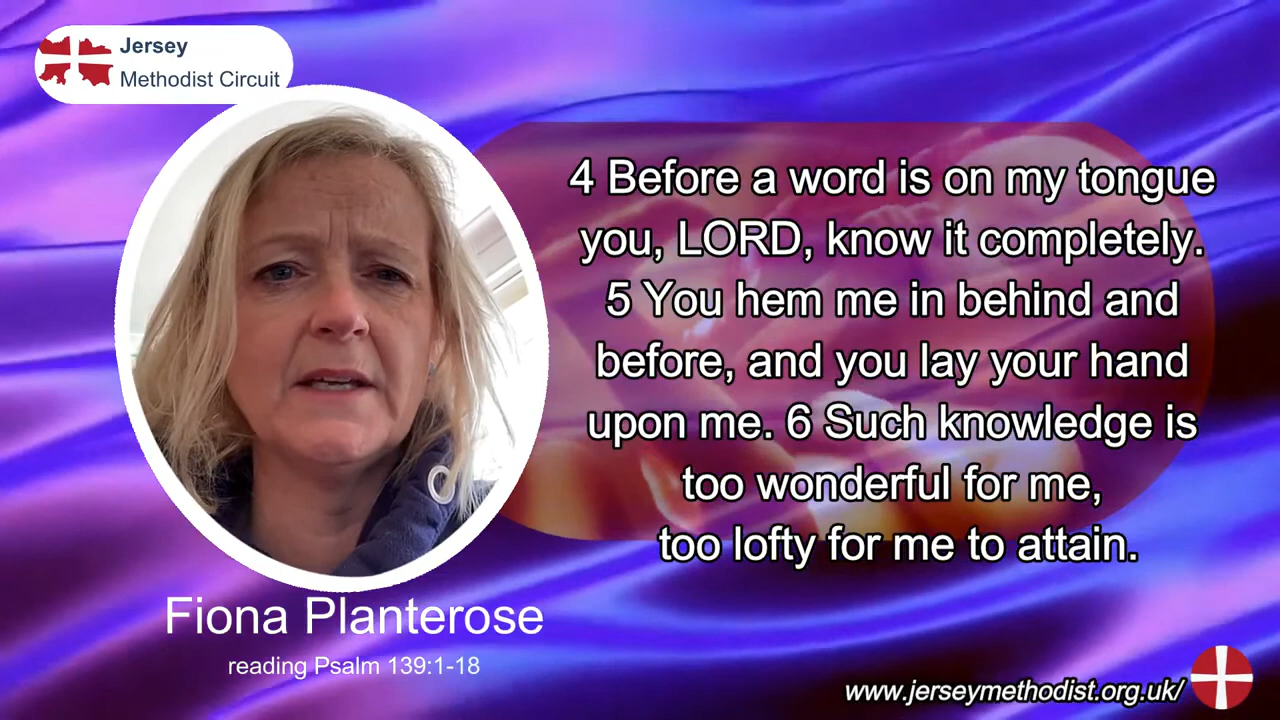 Jersey
Methodist Circuit
4 Before a word is on my tongue
you, LORD, know it completely.
5 You hem me in behind and
before, and you lay your hand
upon me. 6 Such knowledge is
too wonderful for me,
too lofty for me to attain.
Fiona Planterose
reading Psalm 139:1-18
www.jerseymethodist.org.uk/